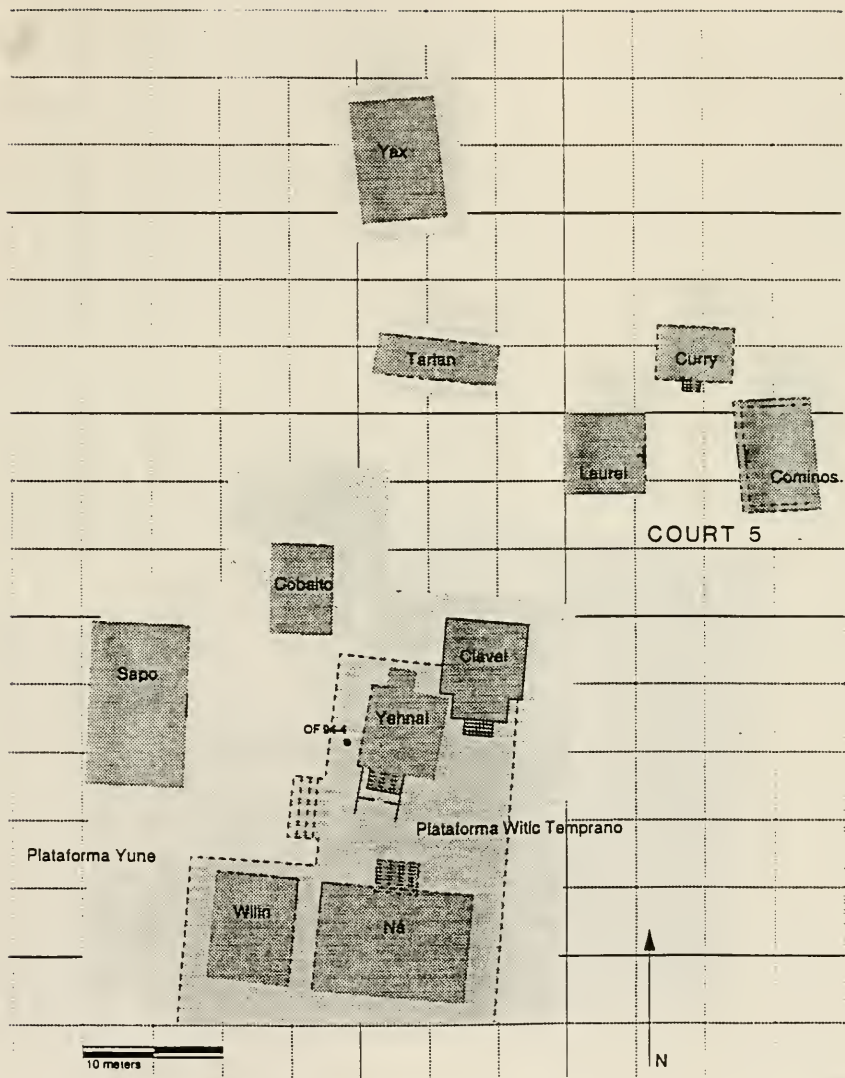 Yax
Tartan
Curry
Laurel
Cominos.
COURT 5
Cobalto
Clavel
Sapo
Yehnal
OF 94-4
Plataforma Witic Temprano
Plataforma Yune
Wilin
Ná
10 meters
N